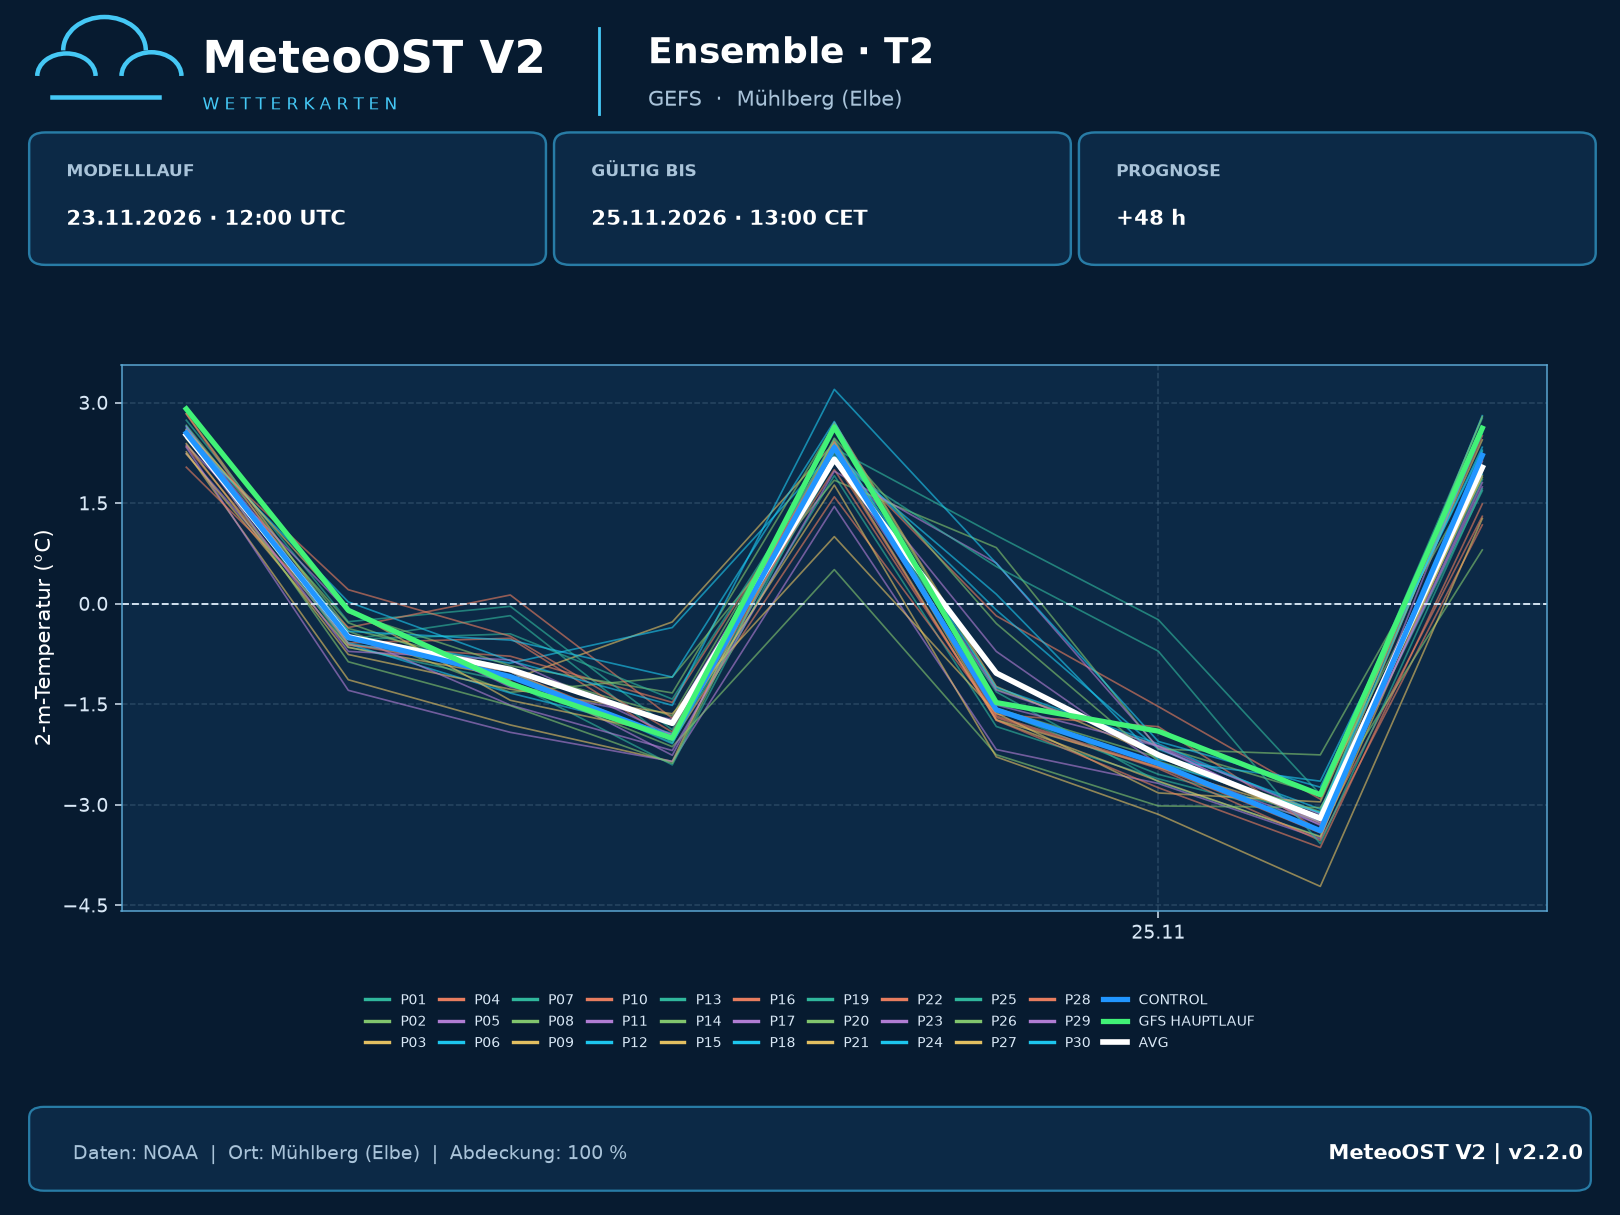 MeteoOST V2
WETTERKARTEN
Ensemble · T2
GEFS · Mühlberg (Elbe)
MODELLLAUF
23.11.2026 · 12:00 UTC
GÜLTIG BIS
25.11.2026 · 13:00 CET
PROGNOSE
+48 h
2-m-Temperatur (°C)
3.0
1.5
0.0
−1.5
−3.0
−4.5
25.11
P01 P04 P07 P10 P13 P16 P19 P22 P25 P28 CONTROL
P02 P05 P08 P11 P14 P17 P20 P23 P26 P29 GFS HAUPTLAUF
P03 P06 P09 P12 P15 P18 P21 P24 P27 P30 AVG
Daten: NOAA | Ort: Mühlberg (Elbe) | Abdeckung: 100 %
MeteoOST V2 | v2.2.0